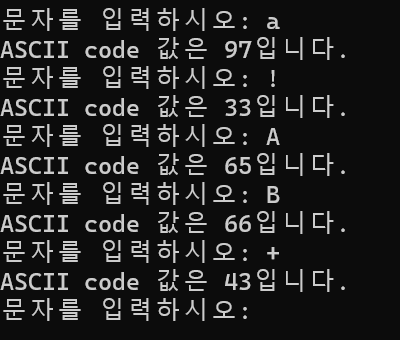 문자를 입력하시오: a
ASCII code 값은 97입니다.
문자를 입력하시오: !
ASCII code 값은 33입니다.
문자를 입력하시오: A
ASCII code 값은 65입니다.
문자를 입력하시오: B
ASCII code 값은 66입니다.
문자를 입력하시오: +
ASCII code 값은 43입니다.
문자를 입력하시오: